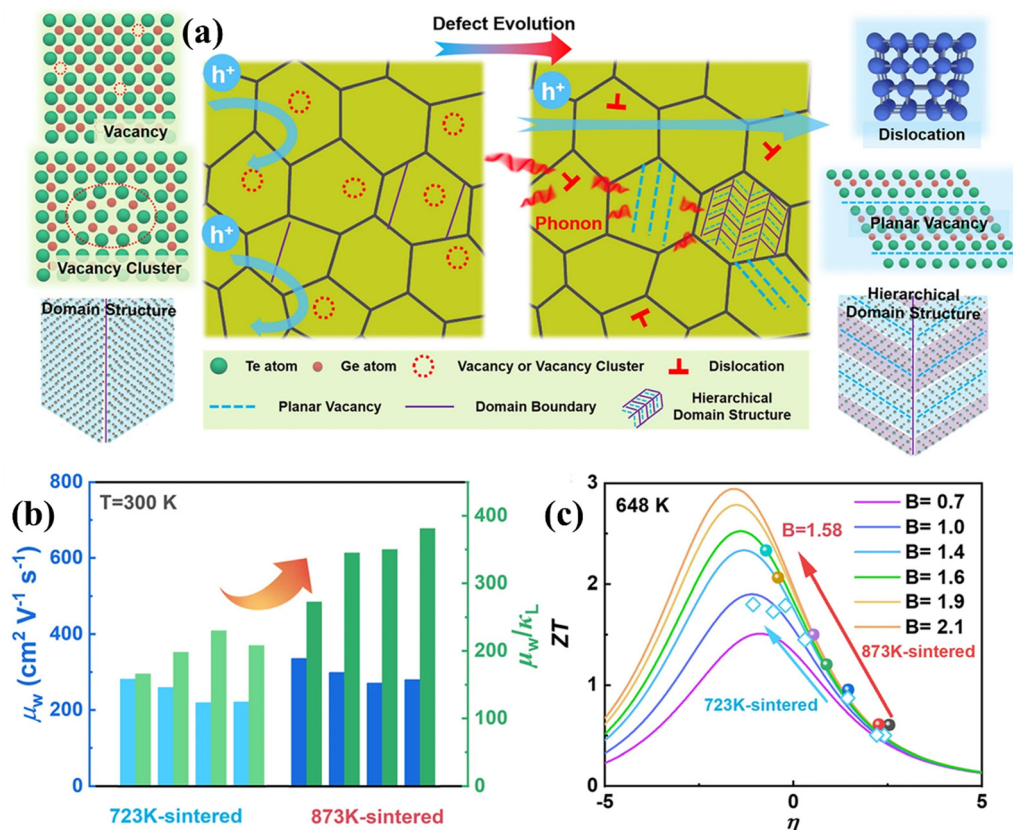 (a)
Defect Evolution
h⁺
h⁺
h⁺
Vacancy
Vacancy Cluster
Domain Structure
Phonon
Dislocation
Planar Vacancy
Hierarchical
Domain Structure
Te atom
Ge atom
Vacancy or Vacancy Cluster
Dislocation
Planar Vacancy
Domain Boundary
Hierarchical
Domain Structure
(b)
T=300 K
μw (cm² V⁻¹ s⁻¹)
800
600
400
200
0
μw/κL
400
300
200
100
0
723K-sintered
873K-sintered
(c)
648 K
ZT
3
2
1
0
B= 0.7
B= 1.0
B= 1.4
B= 1.6
B= 1.9
B= 2.1
B=1.58
873K-sintered
723K-sintered
-5
0
5
η